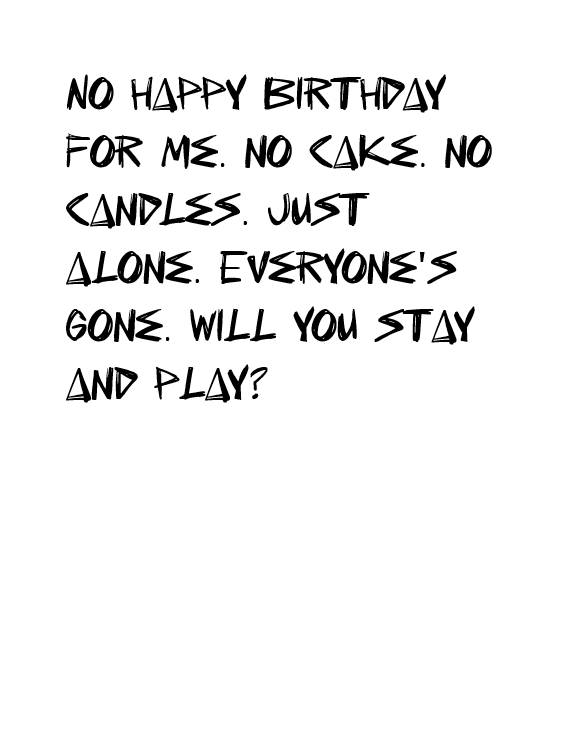 NO HAPPY BIRTHDAY
FOR ME. NO CAKE. NO
CANDLES. JUST
ALONE. EVERYONE'S
GONE. WILL YOU STAY
AND PLAY?